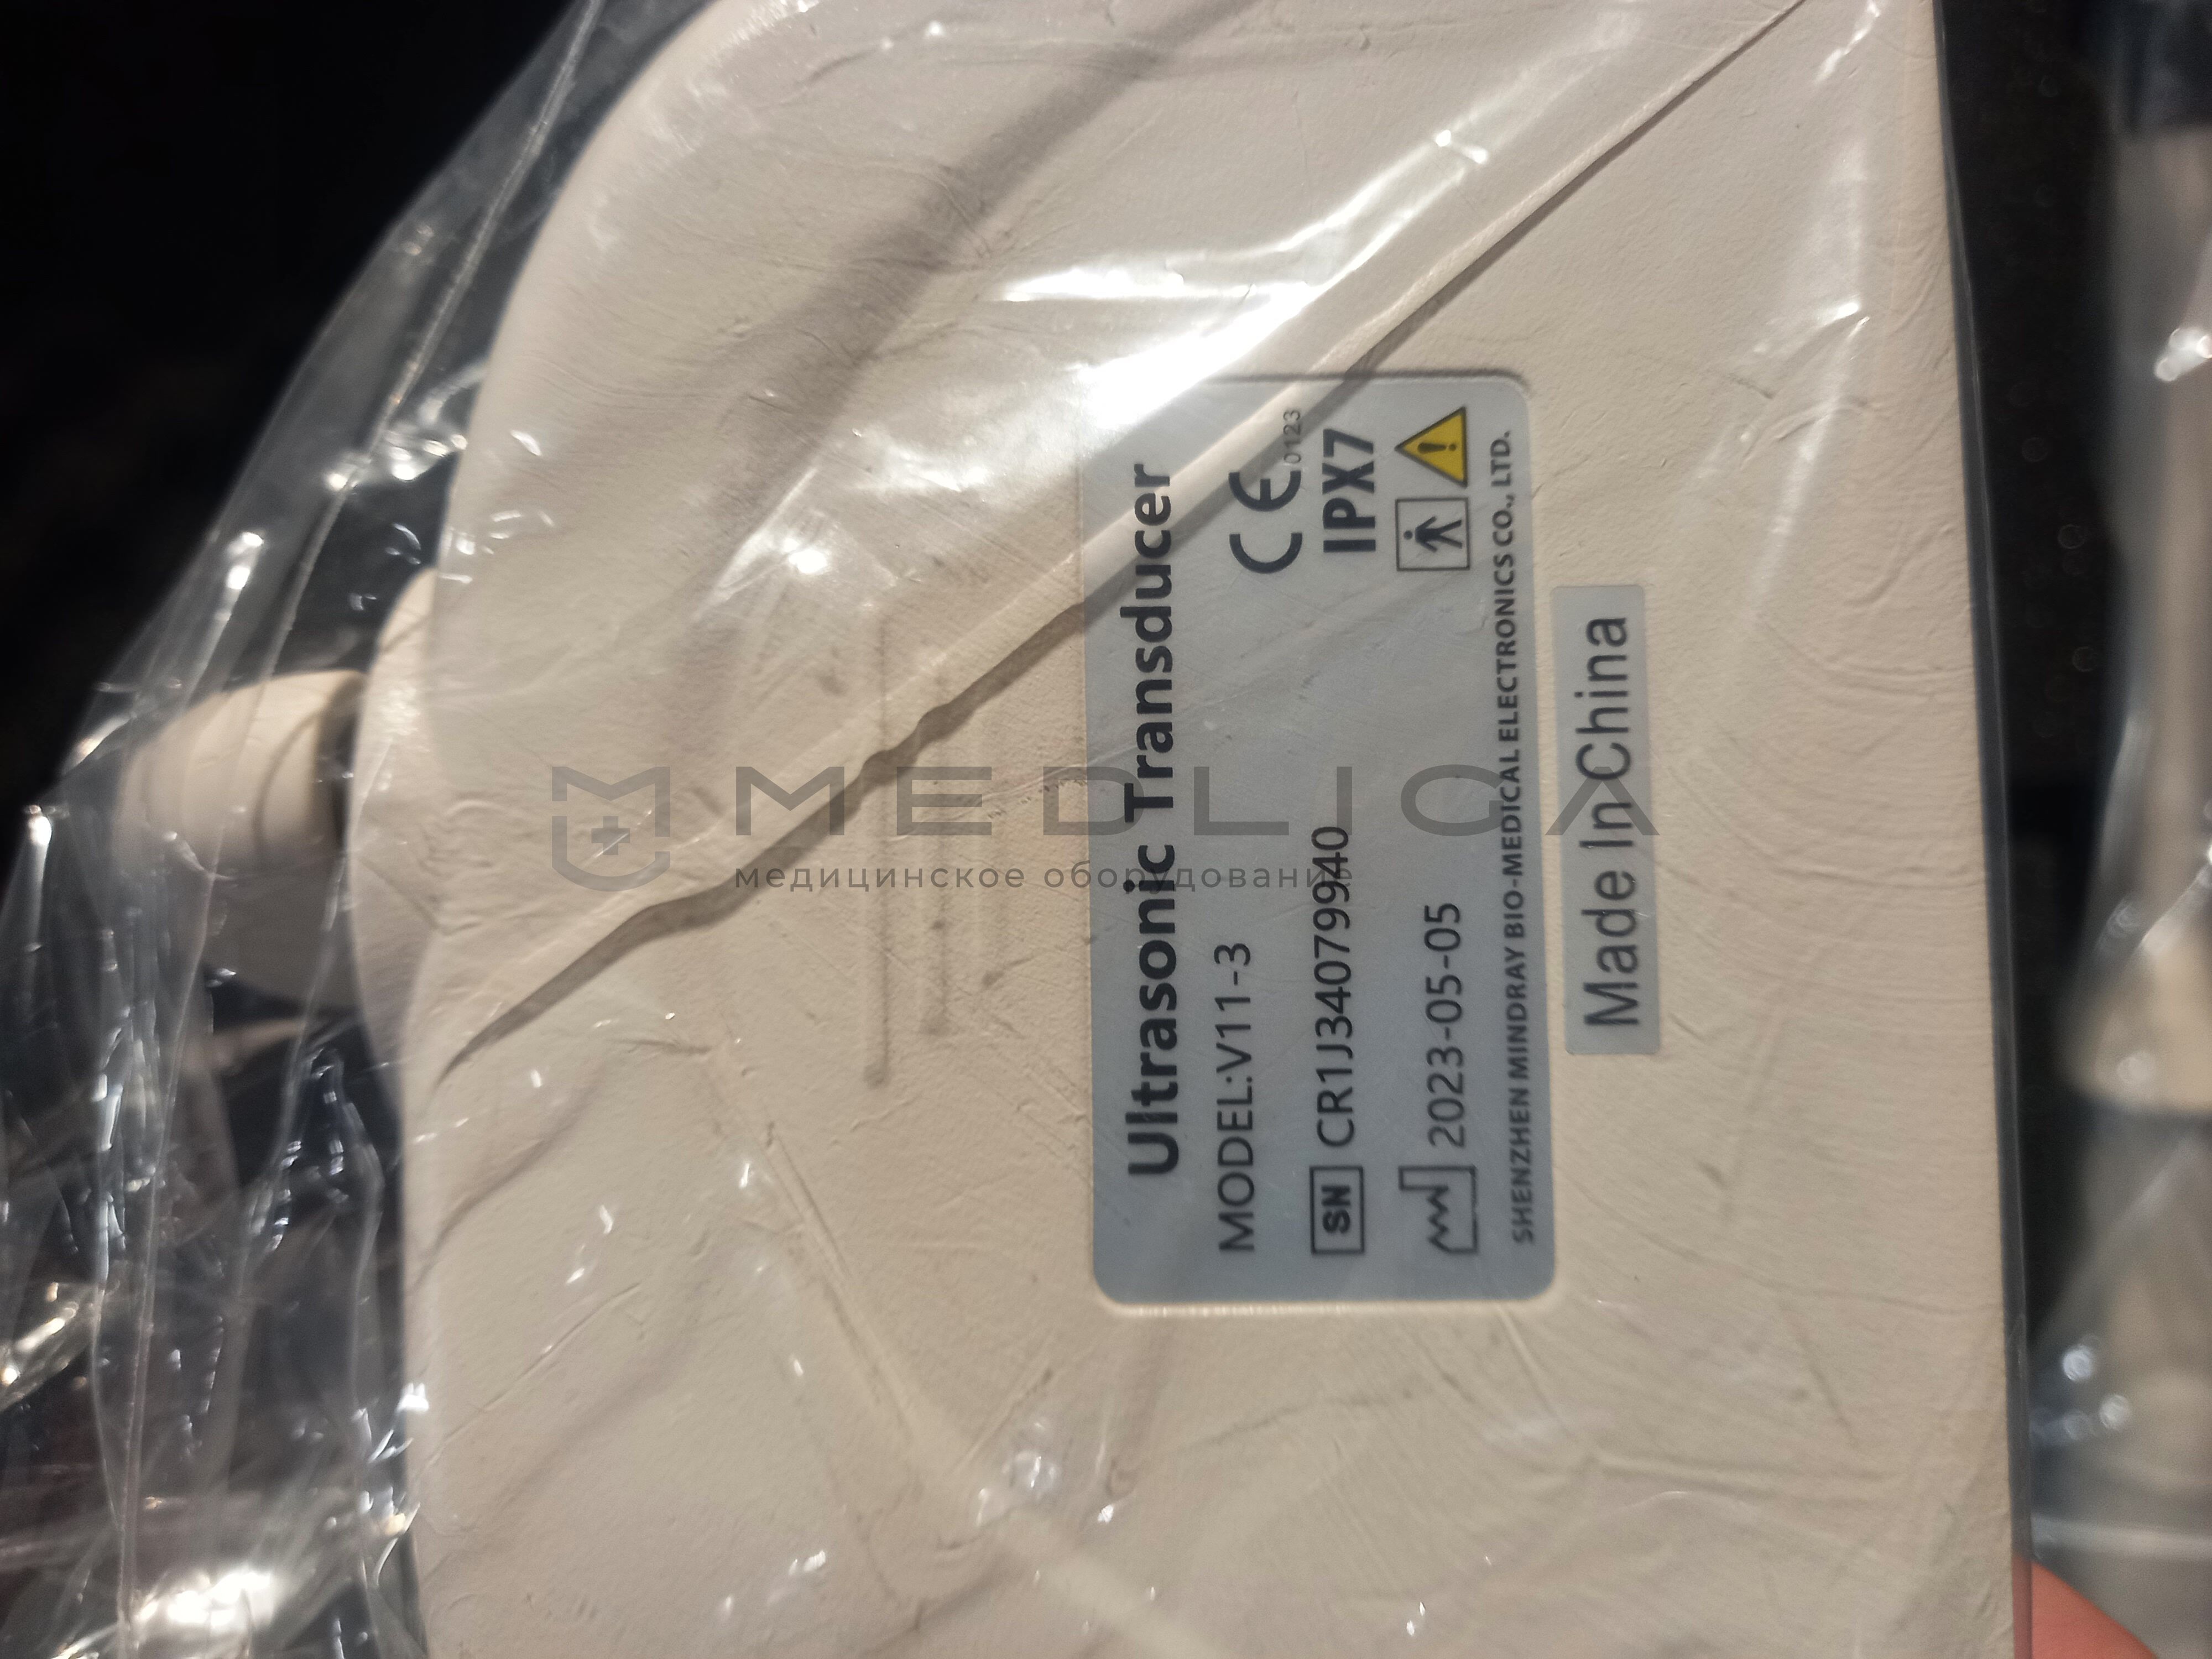 Ultrasonic Transducer
MODEL:V11-3
CE 0123
SN CR1J34079940
IPX7
2023-05-05
SHENZHEN MINDRAY BIO-MEDICAL ELECTRONICS CO., LTD.
Made In China
MEDLIGA
медицинское оборудование